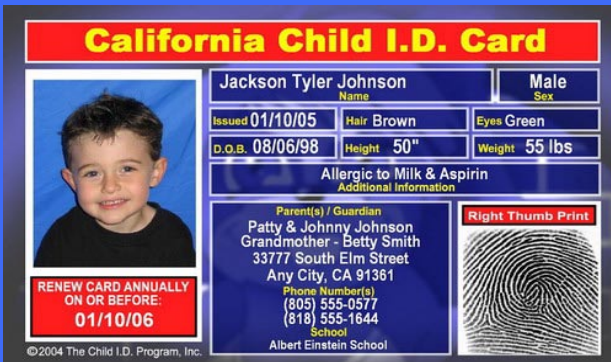 California Child I.D. Card
Jackson Tyler Johnson
Name
Male
Sex
Issued 01/10/05
Hair Brown
Eyes Green
D.O.B. 08/06/98
Height 50"
Weight 55 lbs
Allergic to Milk & Aspirin
Additional Information
Parent(s) / Guardian
Patty & Johnny Johnson
Grandmother - Betty Smith
33777 South Elm Street
Any City, CA 91361
Phone Number(s)
(805) 555-0577
(818) 555-1644
School
Albert Einstein School
Right Thumb Print
RENEW CARD ANNUALLY
ON OR BEFORE:
01/10/06
©2004 The Child I.D. Program, Inc.